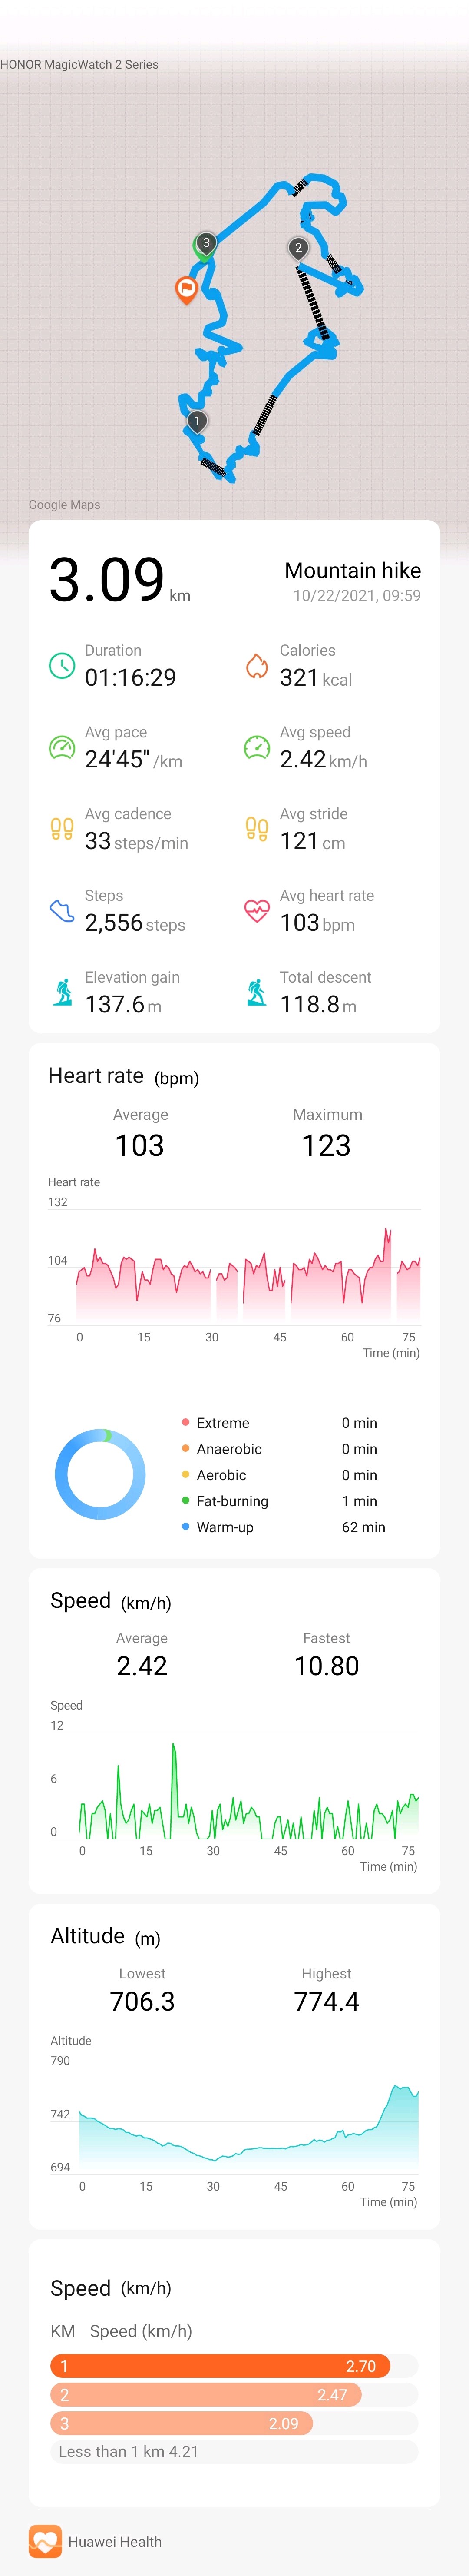 HONOR MagicWatch 2 Series
3
2
1
Google Maps
3.09 km
Mountain hike
10/22/2021, 09:59
Duration
01:16:29
Calories
321 kcal
Avg pace
24'45" /km
Avg speed
2.42 km/h
Avg cadence
33 steps/min
Avg stride
121 cm
Steps
2,556 steps
Avg heart rate
103 bpm
Elevation gain
137.6 m
Total descent
118.8 m
Heart rate (bpm)
Average Maximum
103 123
Heart rate
132
104
76
0 15 30 45 60 75
Time (min)
Extreme 0 min
Anaerobic 0 min
Aerobic 0 min
Fat-burning 1 min
Warm-up 62 min
Speed (km/h)
Average Fastest
2.42 10.80
Speed
12
6
0
0 15 30 45 60 75
Time (min)
Altitude (m)
Lowest Highest
706.3 774.4
Altitude
790
742
694
0 15 30 45 60 75
Time (min)
Speed (km/h)
KM Speed (km/h)
1 2.70
2 2.47
3 2.09
Less than 1 km 4.21
Huawei Health